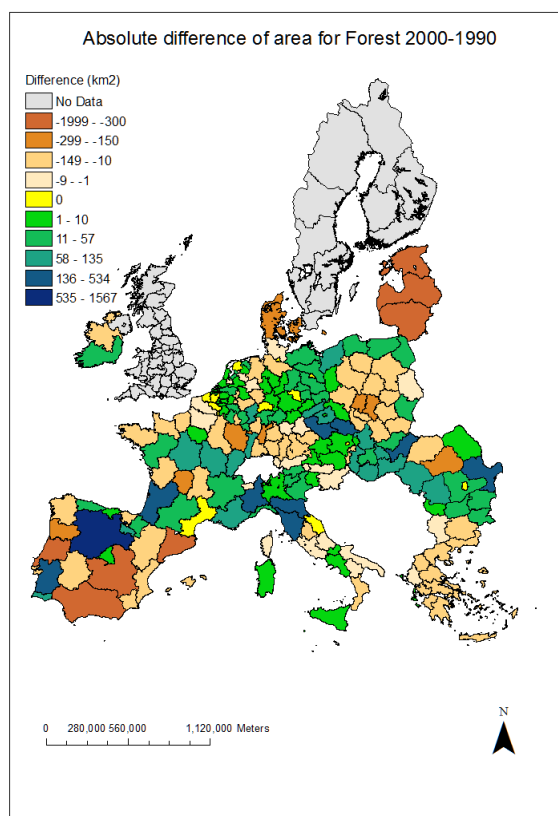 Absolute difference of area for Forest 2000-1990
Difference (km2)
No Data
-1999 - -300
-299 - -150
-149 - -10
-9 - -1
0
1 - 10
11 - 57
58 - 135
136 - 534
535 - 1567
N
0 280,000 560,000 1,120,000 Meters